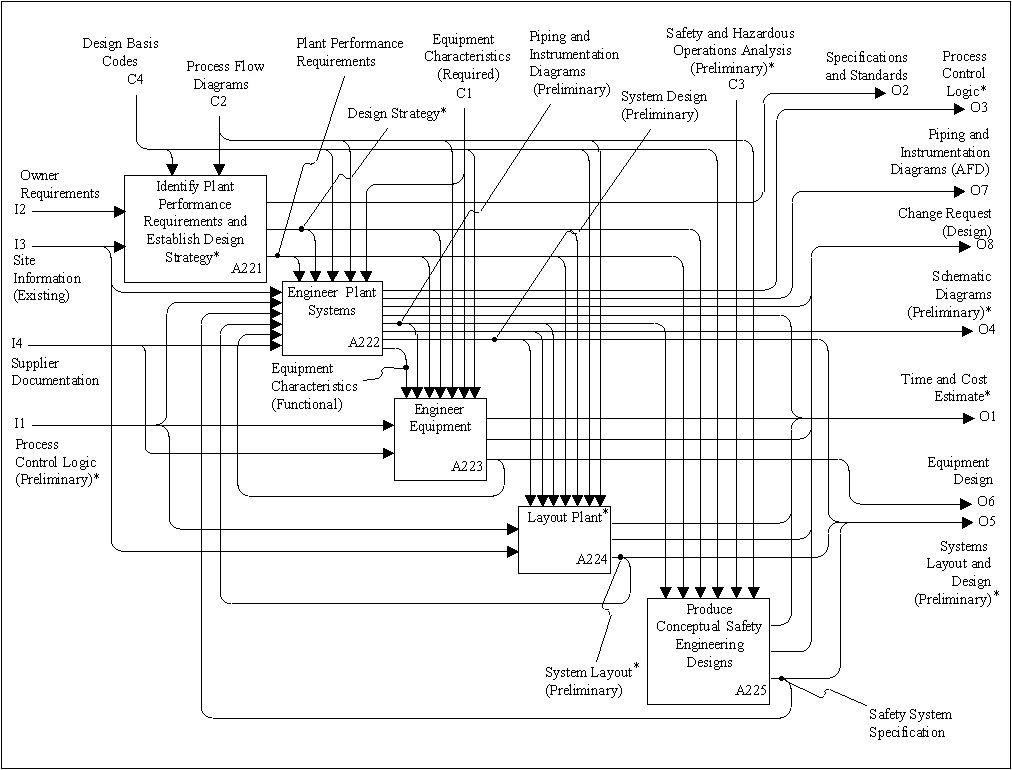 Design Basis
Codes
C4
Process Flow
Diagrams
C2
Plant Performance
Requirements
Design Strategy*
Equipment
Characteristics
(Required)
C1
Piping and
Instrumentation
Diagrams
(Preliminary)
System Design
(Preliminary)
Safety and Hazardous
Operations Analysis
(Preliminary)*
C3
Specifications
and Standards
O2
Process
Control
Logic*
O3
Piping and
Instrumentation
Diagrams (AFD)
O7
Change Request
(Design)
O8
Schematic
Diagrams
(Preliminary)*
O4
Time and Cost
Estimate*
O1
Equipment
Design
O6
O5
Systems
Layout and
Design
(Preliminary)*
Owner
Requirements
I2
I3
Site
Information
(Existing)
I4
Supplier
Documentation
I1
Process
Control Logic
(Preliminary)*
Identify Plant
Performance
Requirements and
Establish Design
Strategy*
A221
Engineer Plant
Systems
A222
Equipment
Characteristics
(Functional)
Engineer
Equipment
A223
Layout Plant*
A224
System Layout*
(Preliminary)
Produce
Conceptual Safety
Engineering
Designs
A225
Safety System
Specification